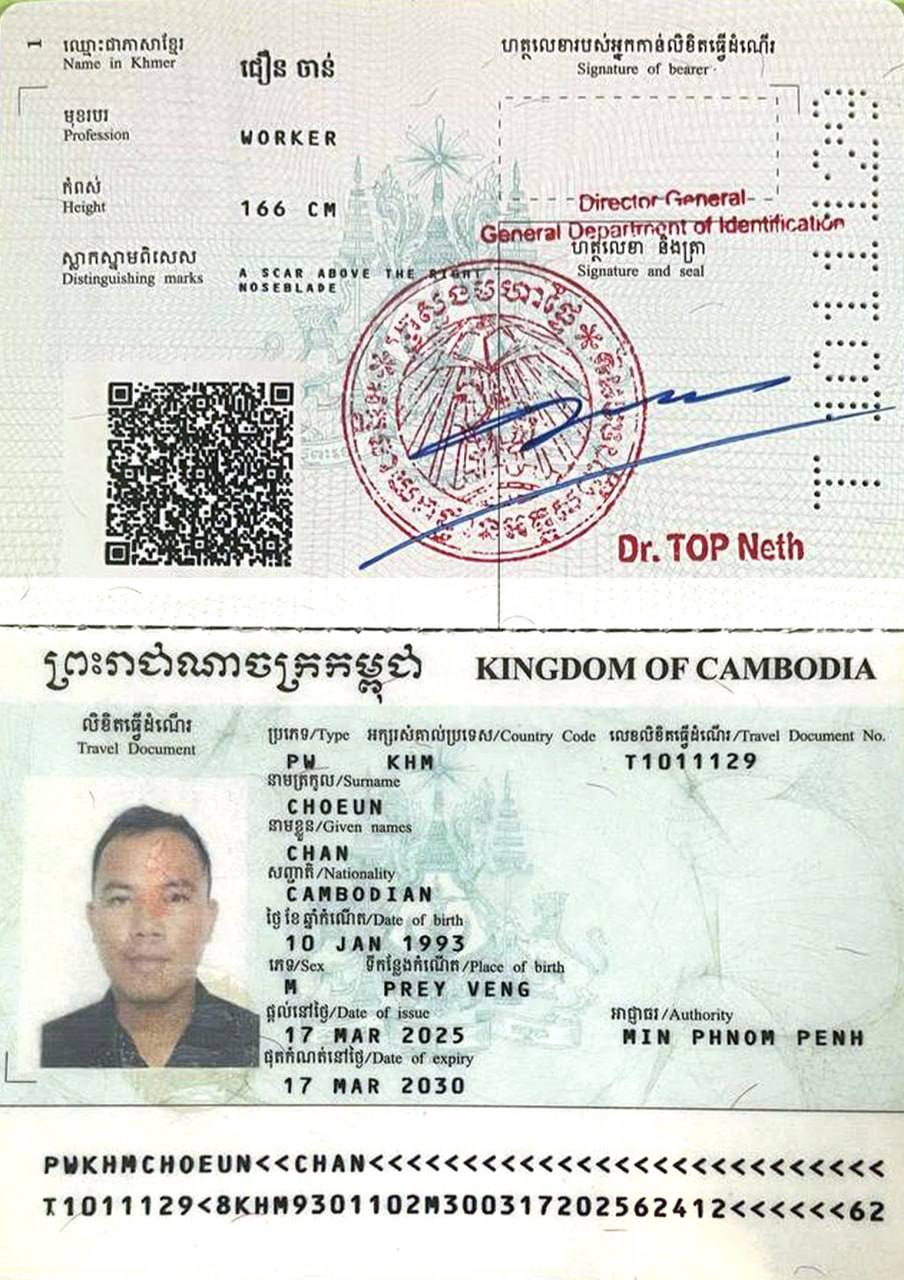 1
ឈ្មោះជាភាសាខ្មែរ
Name in Khmer
ជឿន ចាន់
ហត្ថលេខារបស់អ្នកកាន់លិខិតធ្វើដំណើរ
Signature of bearer
មុខរបរ
Profession
WORKER
កំពស់
Height
166 CM
Director General
General Department of Identification
ហត្ថលេខា និងត្រា
Signature and seal
ស្លាកស្នាមពិសេស
Distinguishing marks
A SCAR ABOVE THE RIGHT
NOSEBLADE
T1011129
Dr. TOP Neth
ព្រះរាជាណាចក្រកម្ពុជា KINGDOM OF CAMBODIA
លិខិតធ្វើដំណើរ
Travel Document
ប្រភេទ/Type អក្សរសំគាល់ប្រទេស/Country Code លេខលិខិតធ្វើដំណើរ/Travel Document No.
PW KHM T1011129
នាមត្រកូល/Surname
CHOEUN
នាមខ្លួន/Given names
CHAN
សញ្ជាតិ/Nationality
CAMBODIAN
ថ្ងៃ ខែ ឆ្នាំកំណើត/Date of birth
10 JAN 1993
ភេទ/Sex ទីកន្លែងកំណើត/Place of birth
M PREY VENG
ផ្តល់នៅថ្ងៃ/Date of issue អាជ្ញាធរ/Authority
17 MAR 2025 MIN PHNOM PENH
ផុតកំណត់នៅថ្ងៃ/Date of expiry
17 MAR 2030
PWKHMCHOEUN<<CHAN<<<<<<<<<<<<<<<<<<<<<<<<<<<
T1011129<8KHM9301102M300317202562412<<<<<<62